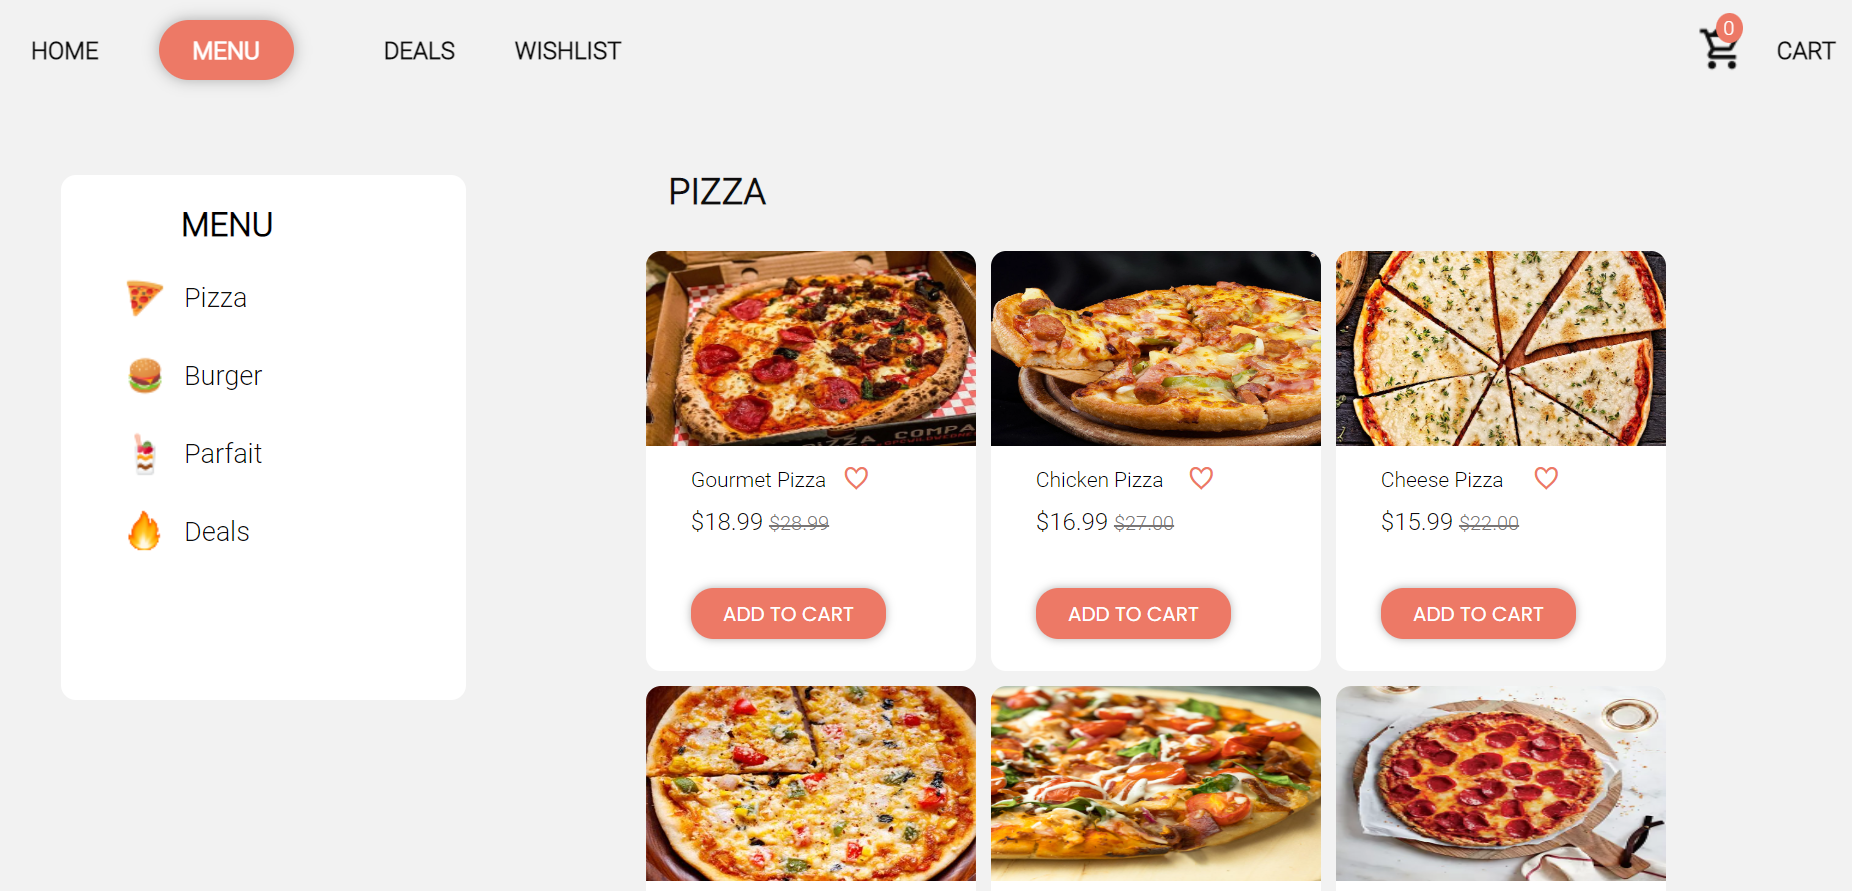 HOME MENU DEALS WISHLIST 0 CART
MENU
Pizza
Burger
Parfait
Deals
PIZZA
PIZZA COMPA
Gourmet Pizza
$18.99 $28.99
ADD TO CART
Chicken Pizza
$16.99 $27.00
ADD TO CART
Cheese Pizza
$15.99 $22.00
ADD TO CART